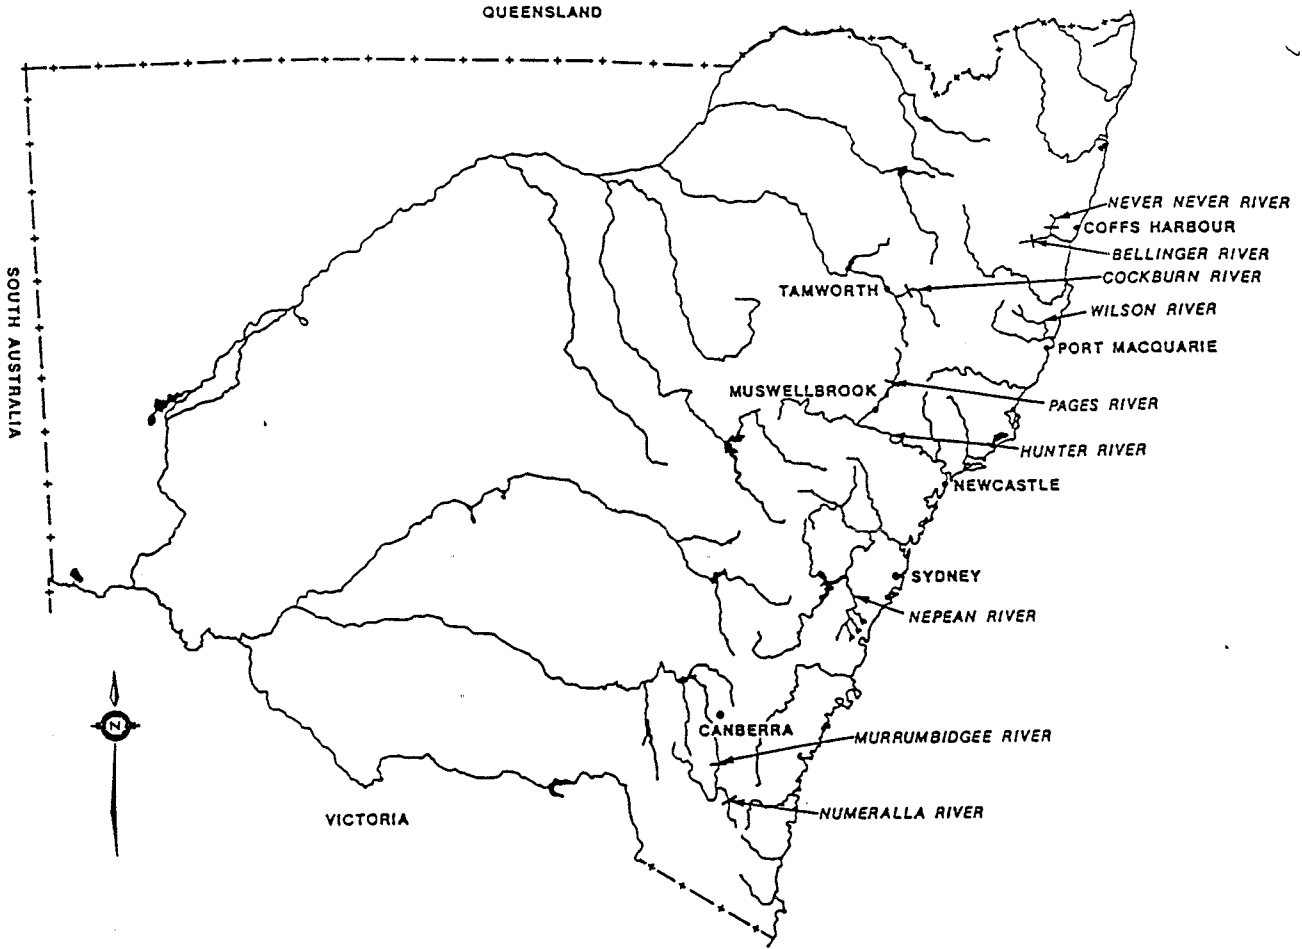 QUEENSLAND
NEVER NEVER RIVER
COFFS HARBOUR
BELLINGER RIVER
COCKBURN RIVER
TAMWORTH
WILSON RIVER
SOUTH AUSTRALIA
PORT MACQUARIE
MUSWELLBROOK
PAGES RIVER
HUNTER RIVER
NEWCASTLE
SYDNEY
NEPEAN RIVER
N
CANBERRA
MURRUMBIDGEE RIVER
NUMERALLA RIVER
VICTORIA